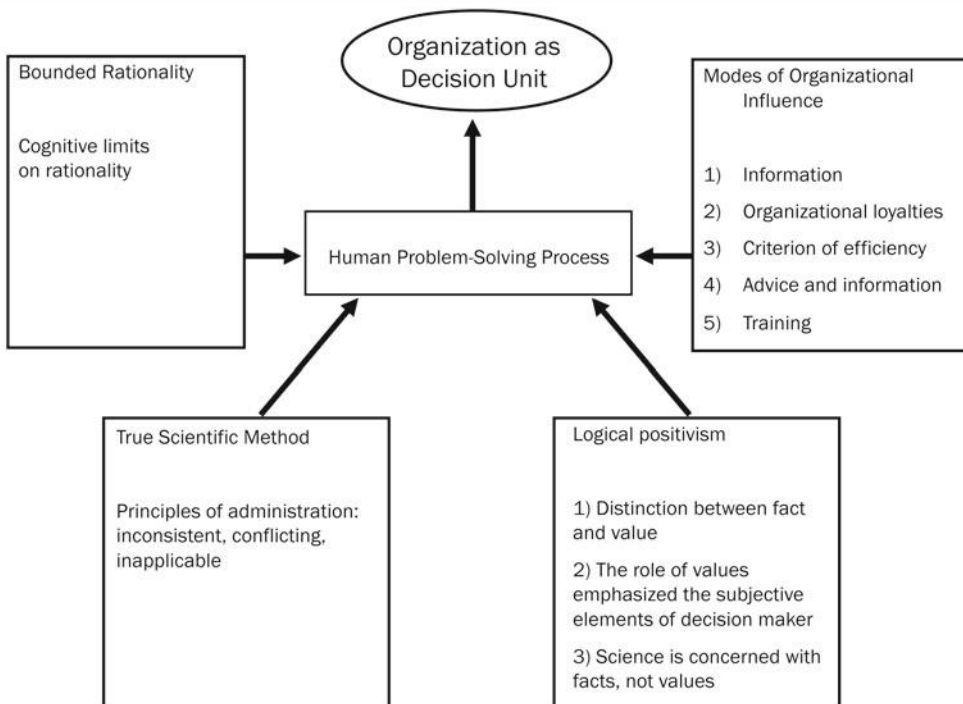 Organization as
Decision Unit
Bounded Rationality
Cognitive limits
on rationality
Modes of Organizational
Influence
1) Information
2) Organizational loyalties
3) Criterion of efficiency
4) Advice and information
5) Training
Human Problem-Solving Process
True Scientific Method
Principles of administration:
inconsistent, conflicting,
inapplicable
Logical positivism
1) Distinction between fact
and value
2) The role of values
emphasized the subjective
elements of decision maker
3) Science is concerned with
facts, not values